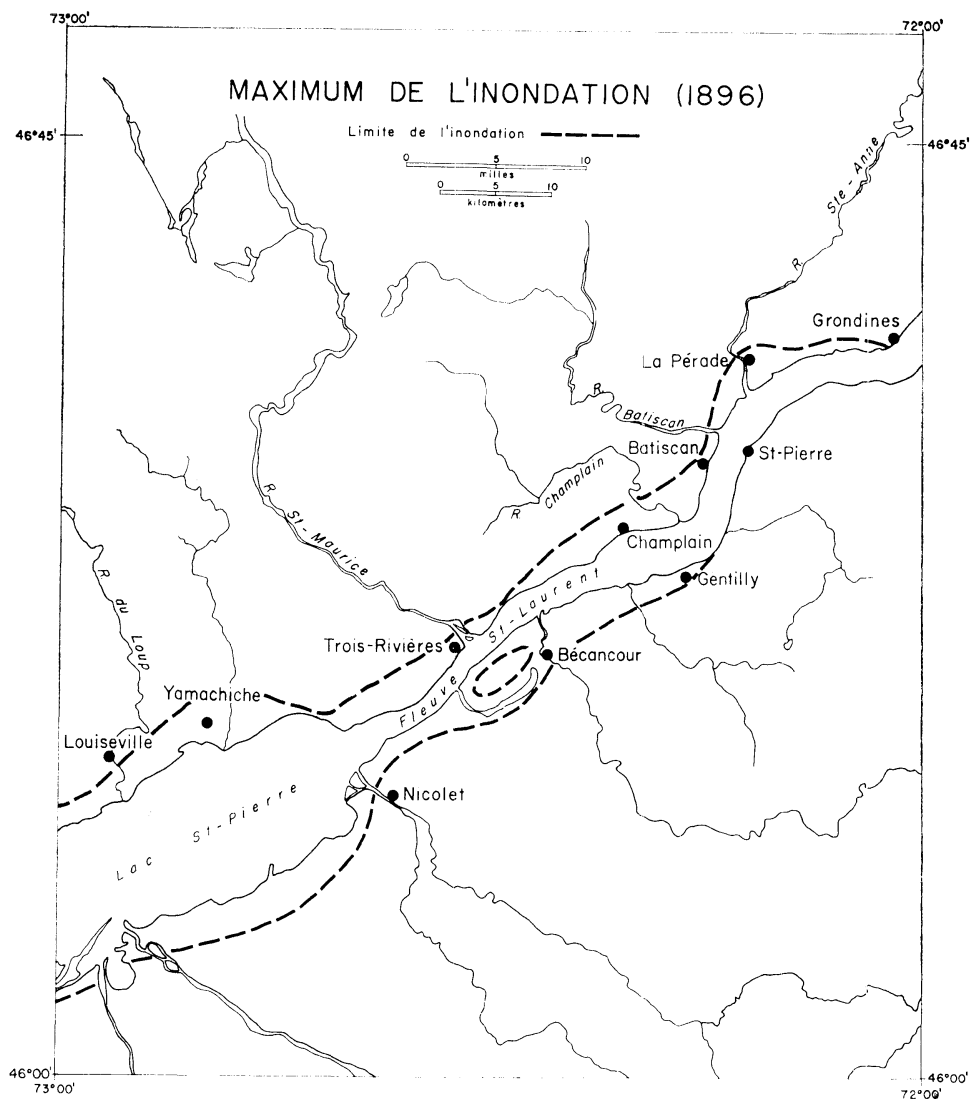 73°00'
72°00'
MAXIMUM DE L'INONDATION (1896)
46°45'
Limite de l'inondation
46°45'
0 5 10
milles
0 5 10
kilomètres
R. Ste-Anne
Grondines
La Pérade
R. Batiscan
Batiscan
St-Pierre
R. Champlain
R. St-Maurice
Champlain
Gentilly
R du Loup
Fleuve St-Laurent
Trois-Rivières
Bécancour
Yamachiche
Louiseville
Nicolet
Lac St-Pierre
46°00'
73°00'
46°00'
72°00'